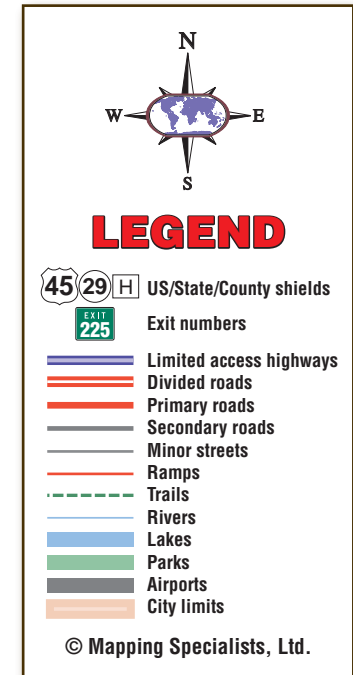 N
W E
S
LEGEND
45 29 H US/State/County shields
EXIT
225 Exit numbers
Limited access highways
Divided roads
Primary roads
Secondary roads
Minor streets
Ramps
Trails
Rivers
Lakes
Parks
Airports
City limits
© Mapping Specialists, Ltd.